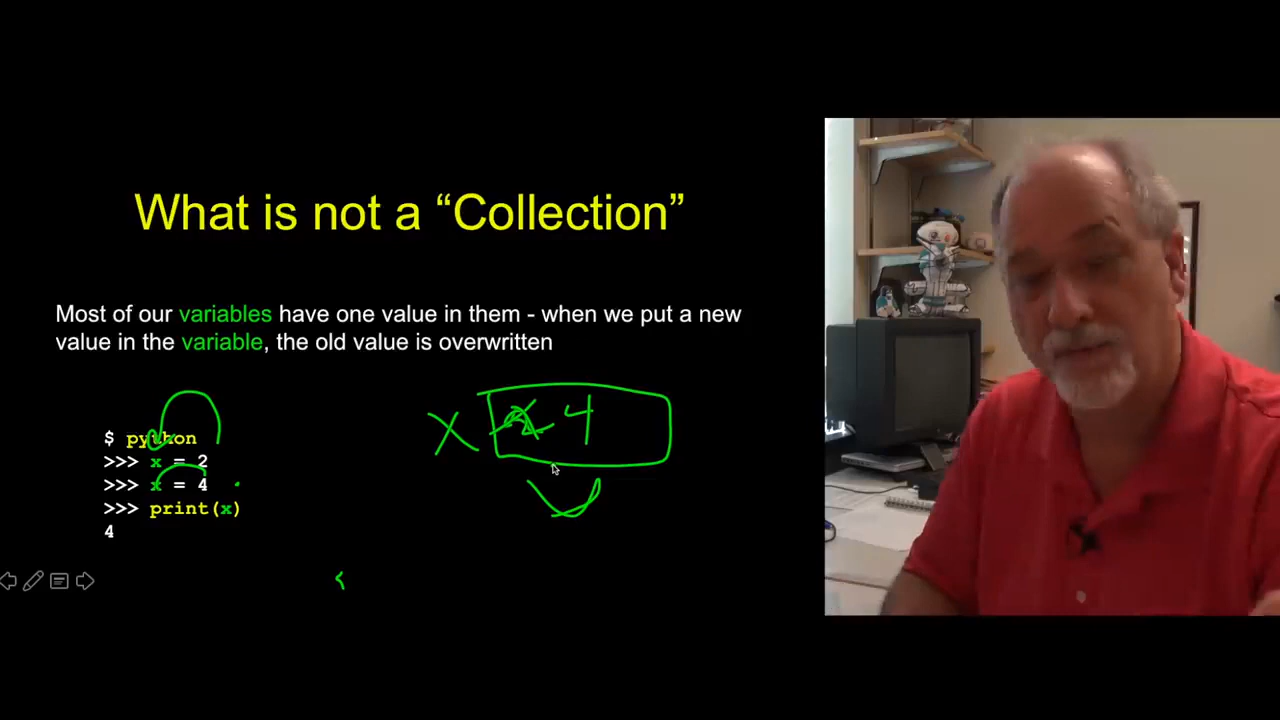 What is not a “Collection”
Most of our variables have one value in them - when we put a new
value in the variable, the old value is overwritten
$ python
>>> x = 2
>>> x = 4
>>> print(x)
4
X 2 4